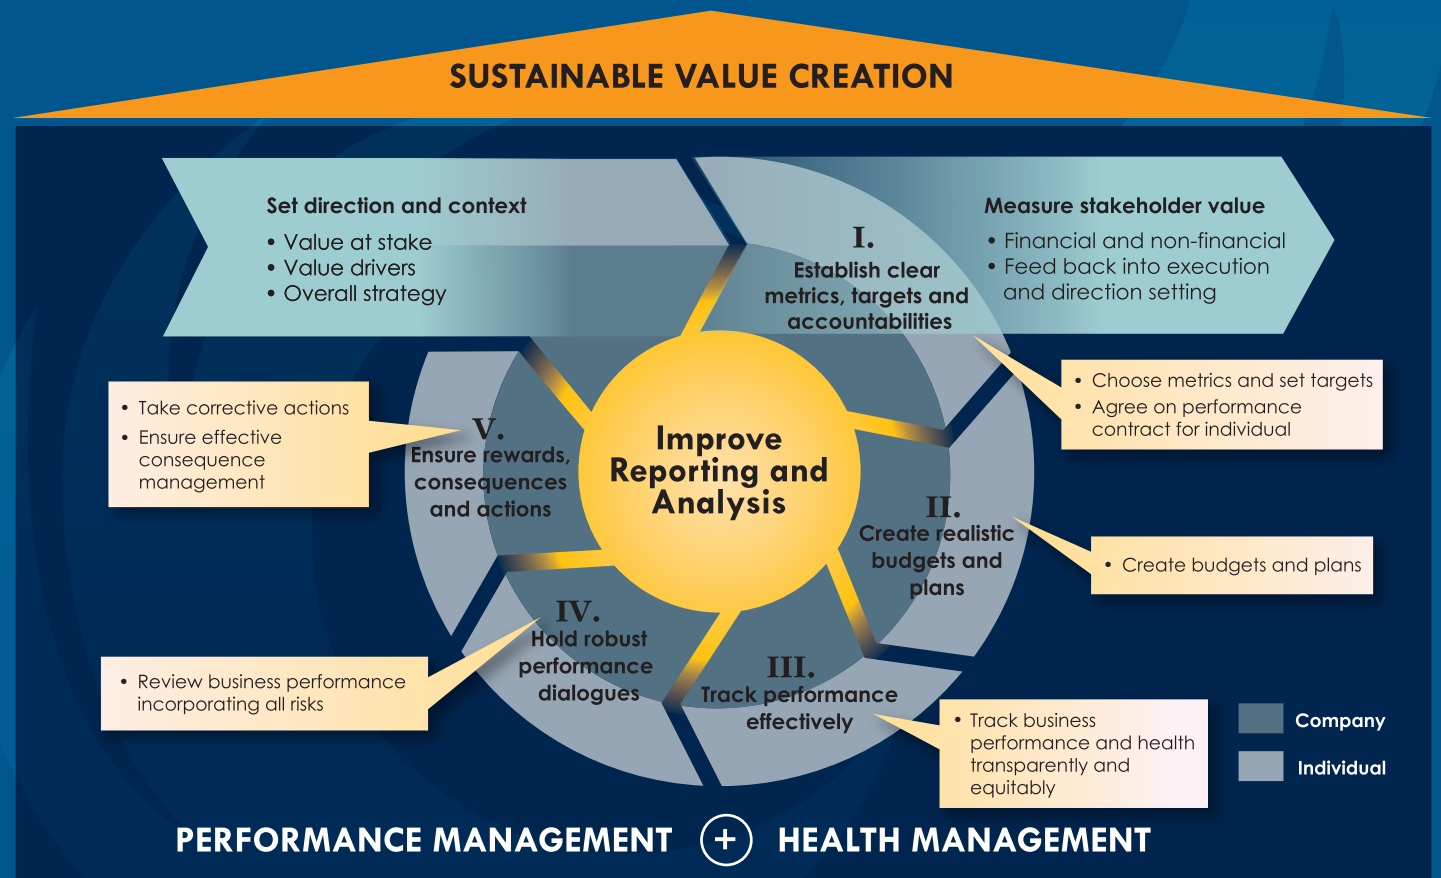 SUSTAINABLE VALUE CREATION
Set direction and context
• Value at stake
• Value drivers
• Overall strategy
Measure stakeholder value
• Financial and non-financial
• Feed back into execution
and direction setting
I.
Establish clear
metrics, targets and
accountabilities
• Choose metrics and set targets
• Agree on performance
contract for individual
II.
Create realistic
budgets and
plans
• Create budgets and plans
III.
Track performance
effectively
• Track business
performance and health
transparently and
equitably
IV.
Hold robust
performance
dialogues
• Review business performance
incorporating all risks
V.
Ensure rewards,
consequences
and actions
• Take corrective actions
• Ensure effective
consequence
management
Improve
Reporting and
Analysis
Company
Individual
PERFORMANCE MANAGEMENT + HEALTH MANAGEMENT